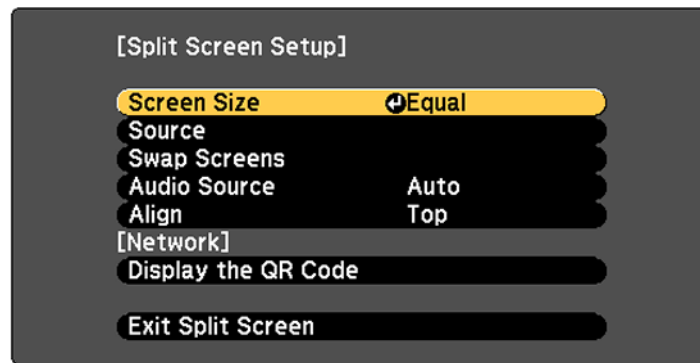 [Split Screen Setup]
Screen Size Equal
Source
Swap Screens
Audio Source Auto
Align Top
[Network]
Display the QR Code
Exit Split Screen